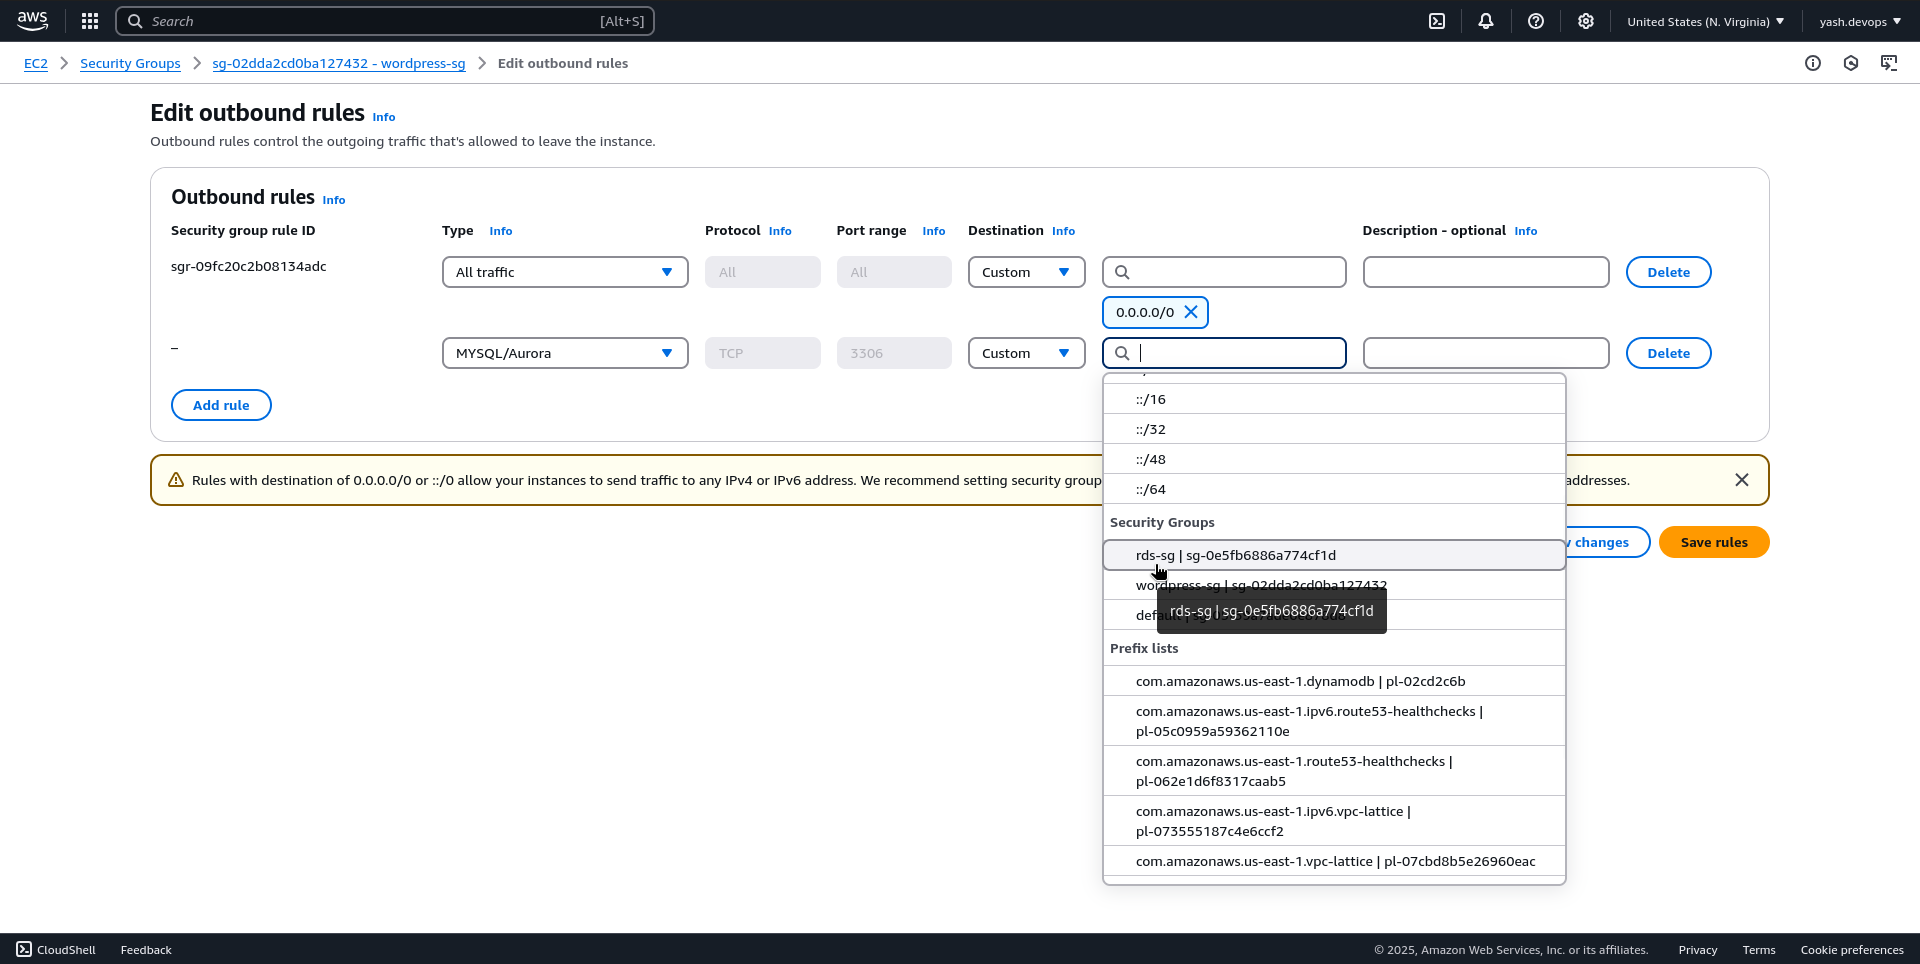 aws
Search [Alt+S]
United States (N. Virginia) yash.devops
EC2 Security Groups sg-02dda2cd0ba127432 - wordpress-sg Edit outbound rules
Edit outbound rules Info
Outbound rules control the outgoing traffic that's allowed to leave the instance.
Outbound rules Info
Security group rule ID Type Info Protocol Info Port range Info Destination Info Description - optional Info
sgr-09fc20c2b08134adc All traffic All All Custom Delete
0.0.0.0/0
– MYSQL/Aurora TCP 3306 Custom Delete
Add rule
::/16
::/32
::/48
::/64
Rules with destination of 0.0.0.0/0 or ::/0 allow your instances to send traffic to any IPv4 or IPv6 address. We recommend setting security group addresses.
Security Groups
changes Save rules
rds-sg | sg-0e5fb6886a774cf1d
wordpress-sg | sg-02dda2cd0ba127432
rds-sg | sg-0e5fb6886a774cf1d
Prefix lists
com.amazonaws.us-east-1.dynamodb | pl-02cd2c6b
com.amazonaws.us-east-1.ipv6.route53-healthchecks |
pl-05c0959a59362110e
com.amazonaws.us-east-1.route53-healthchecks |
pl-062e1d6f8317caab5
com.amazonaws.us-east-1.ipv6.vpc-lattice |
pl-073555187c4e6ccf2
com.amazonaws.us-east-1.vpc-lattice | pl-07cbd8b5e26960eac
CloudShell Feedback © 2025, Amazon Web Services, Inc. or its affiliates. Privacy Terms Cookie preferences